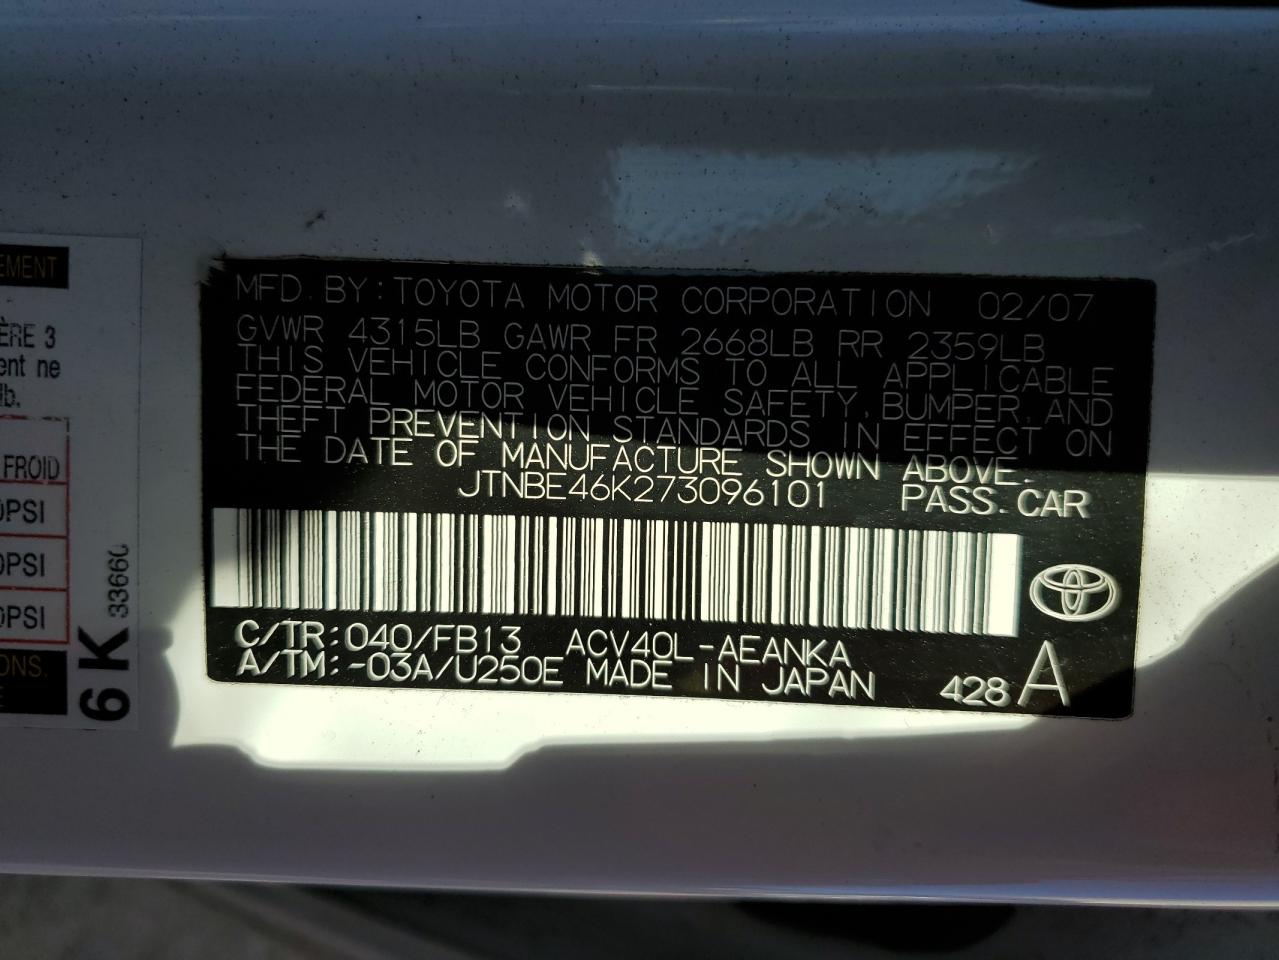 EMENT
ÈRE 3
ent ne
lb.
FROID
PSI
PSI
PSI
ONS.
6 K
33660
MFD. BY: TOYOTA MOTOR CORPORATION 02/07
GVWR 4315LB GAWR FR 2668LB RR 2359LB
THIS VEHICLE CONFORMS TO ALL APPLICABLE
FEDERAL MOTOR VEHICLE SAFETY, BUMPER, AND
THEFT PREVENTION STANDARDS IN EFFECT ON
THE DATE OF MANUFACTURE SHOWN ABOVE.
JTNBE46K273096101 PASS. CAR
C/TR: 040/FB13 ACV40L-AEANKA
A/TM: -03A/U250E MADE IN JAPAN 428 A